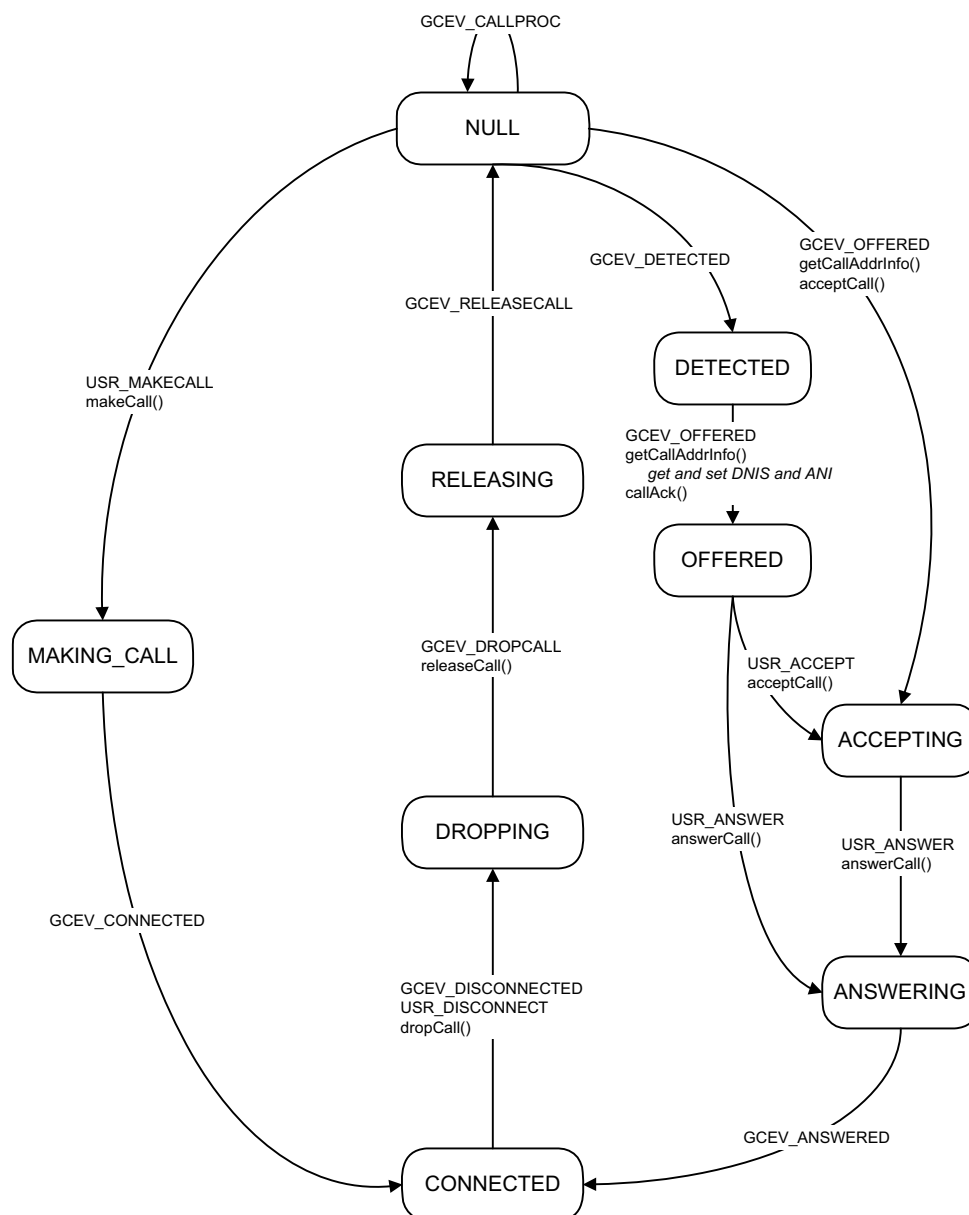 GCEV_CALLPROC
NULL
GCEV_OFFERED
getCallAddrInfo()
acceptCall()
GCEV_DETECTED
GCEV_RELEASECALL
DETECTED
USR_MAKECALL
makeCall()
GCEV_OFFERED
getCallAddrInfo()
get and set DNIS and ANI
callAck()
RELEASING
OFFERED
MAKING_CALL
GCEV_DROPCALL
releaseCall()
USR_ACCEPT
acceptCall()
ACCEPTING
DROPPING
USR_ANSWER
answerCall()
USR_ANSWER
answerCall()
GCEV_CONNECTED
GCEV_DISCONNECTED
USR_DISCONNECT
dropCall()
ANSWERING
GCEV_ANSWERED
CONNECTED